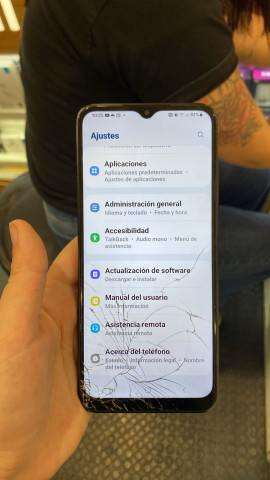 Ajustes
Aplicaciones
Aplicaciones predeterminados •
Ajustes de aplicaciones
Administración general
Idioma y teclado • Fecha y hora
Accesibilidad
TalkBack • Audio mono • Menú de
asistencia
Actualización de software
Descargar e instalar
Manual del usuario
Más información
Asistencia remota
Asistencia remota
Acerca del teléfono
Estado • Información legal • Nombre
del teléfono